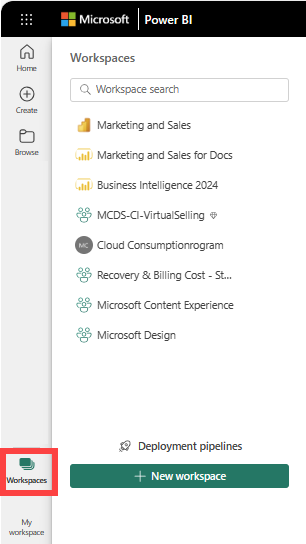 Microsoft Power BI
Home
Create
Browse
Workspaces
Workspace search
Marketing and Sales
Marketing and Sales for Docs
Business Intelligence 2024
MCDS-CI-VirtualSelling
MC Cloud Consumptionrogram
Recovery & Billing Cost - St...
Microsoft Content Experience
Microsoft Design
Deployment pipelines
New workspace
Workspaces
My
workspace